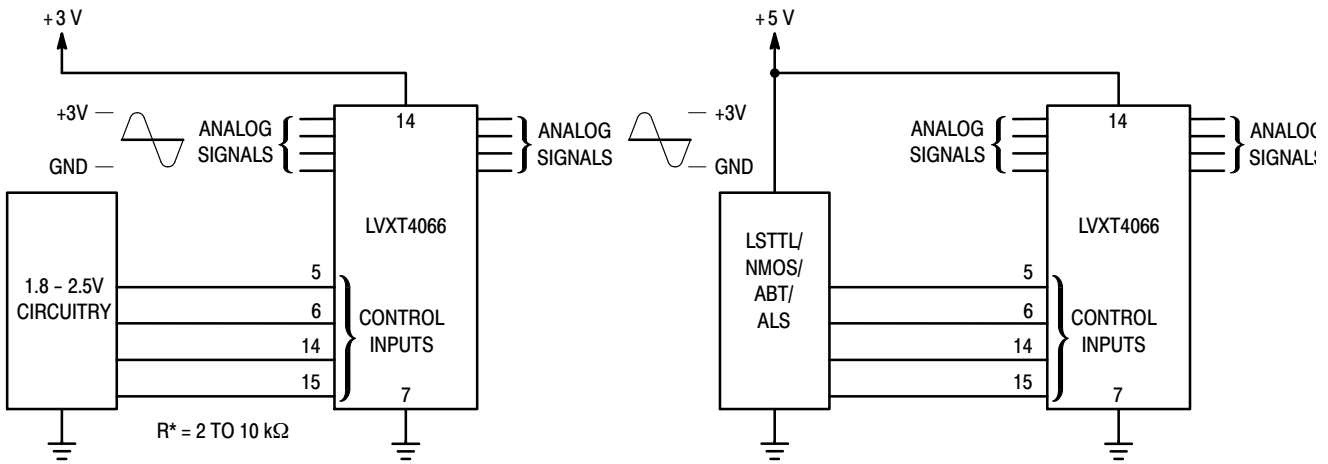 +3 V
+3V
GND
ANALOG
SIGNALS
14
ANALOG
SIGNALS
LVXT4066
1.8 – 2.5V
CIRCUITRY
5
6
14
15
CONTROL
INPUTS
7
R* = 2 TO 10 kΩ
+5 V
+3V
GND
ANALOG
SIGNALS
14
ANALOG
SIGNALS
LSTTL/
NMOS/
ABT/
ALS
LVXT4066
5
6
14
15
CONTROL
INPUTS
7